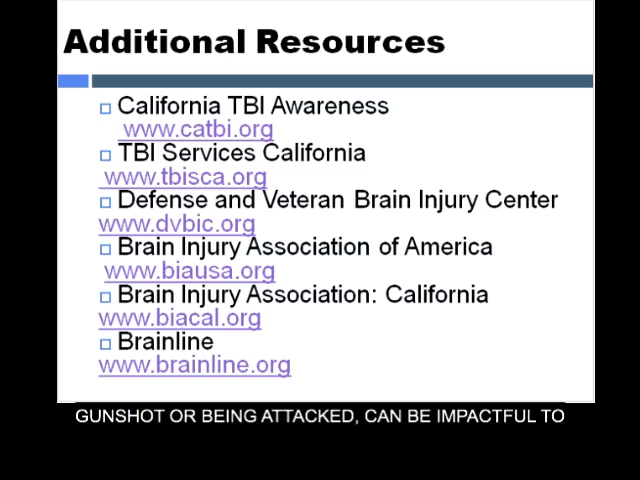 Additional Resources
California TBI Awareness
www.catbi.org
TBI Services California
www.tbisca.org
Defense and Veteran Brain Injury Center
www.dvbic.org
Brain Injury Association of America
www.biausa.org
Brain Injury Association: California
www.biacal.org
Brainline
www.brainline.org
GUNSHOT OR BEING ATTACKED, CAN BE IMPACTFUL TO